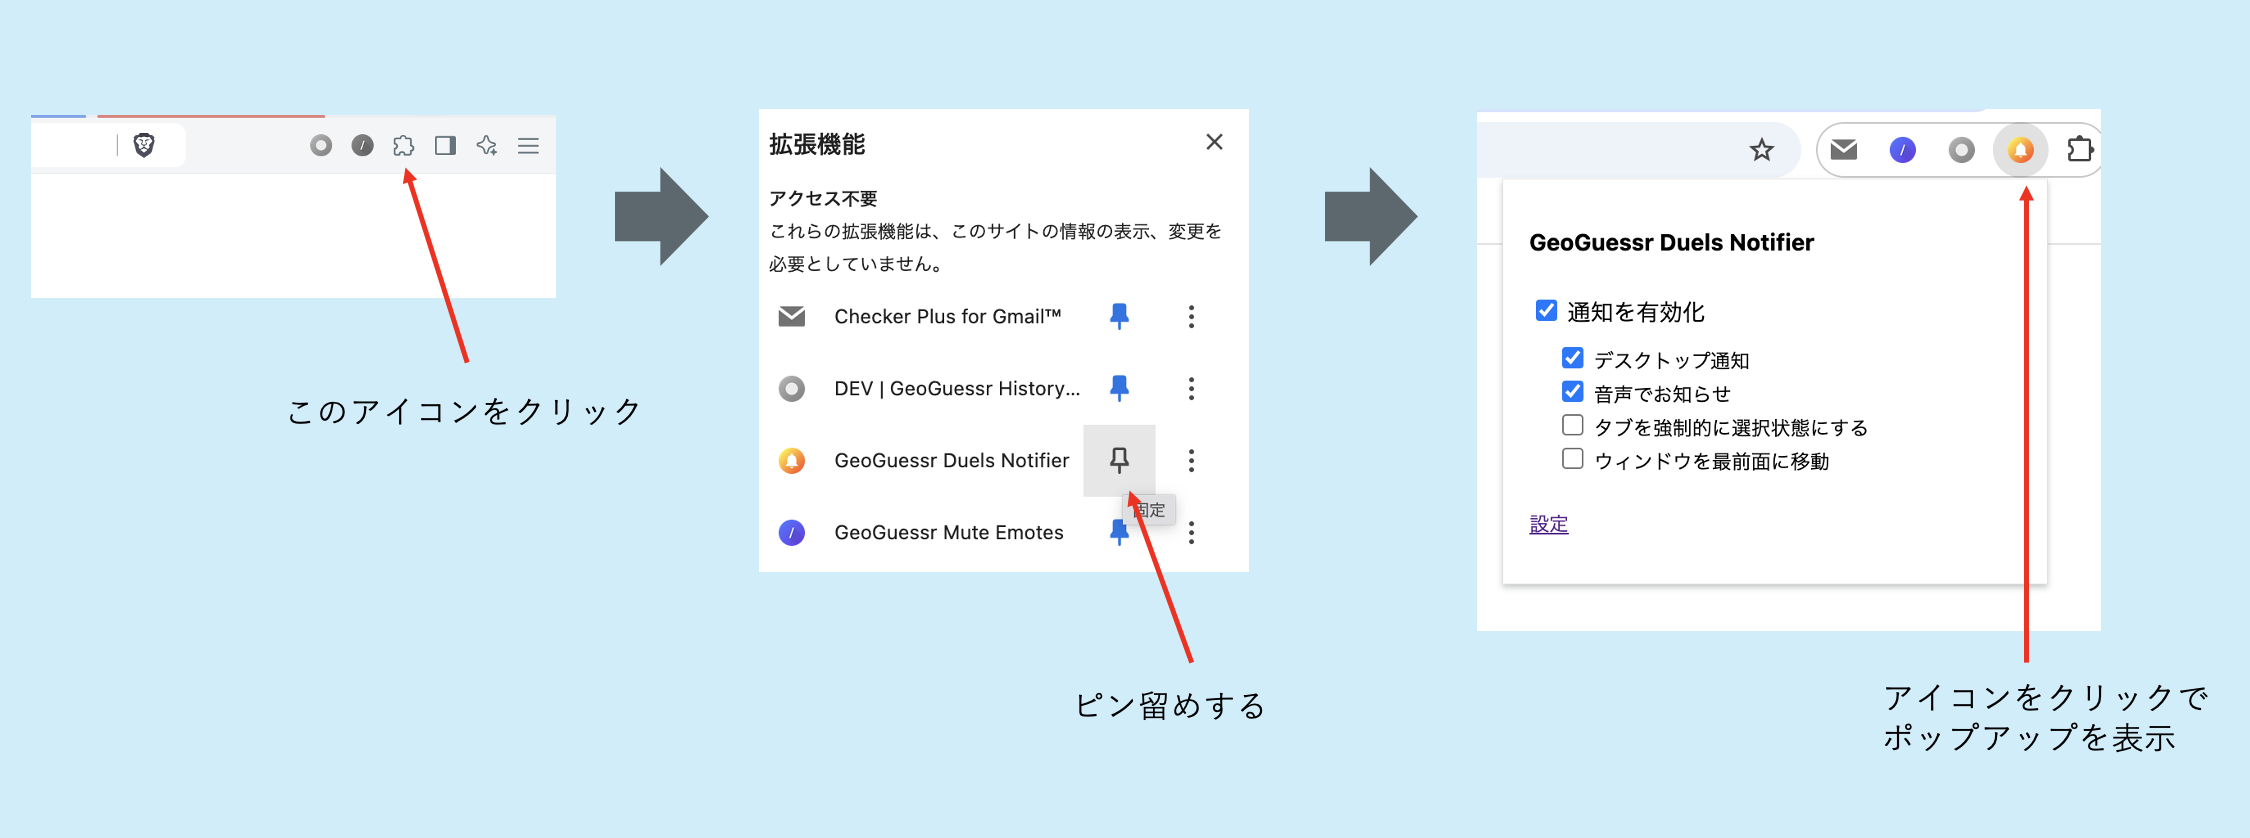 このアイコンをクリック
拡張機能
アクセス不要
これらの拡張機能は、このサイトの情報の表示、変更を
必要としていません。
Checker Plus for Gmail™
DEV | GeoGuessr History...
GeoGuessr Duels Notifier
固定
GeoGuessr Mute Emotes
ピン留めする
GeoGuessr Duels Notifier
通知を有効化
デスクトップ通知
音声でお知らせ
タブを強制的に選択状態にする
ウィンドウを最前面に移動
設定
アイコンをクリックで
ポップアップを表示